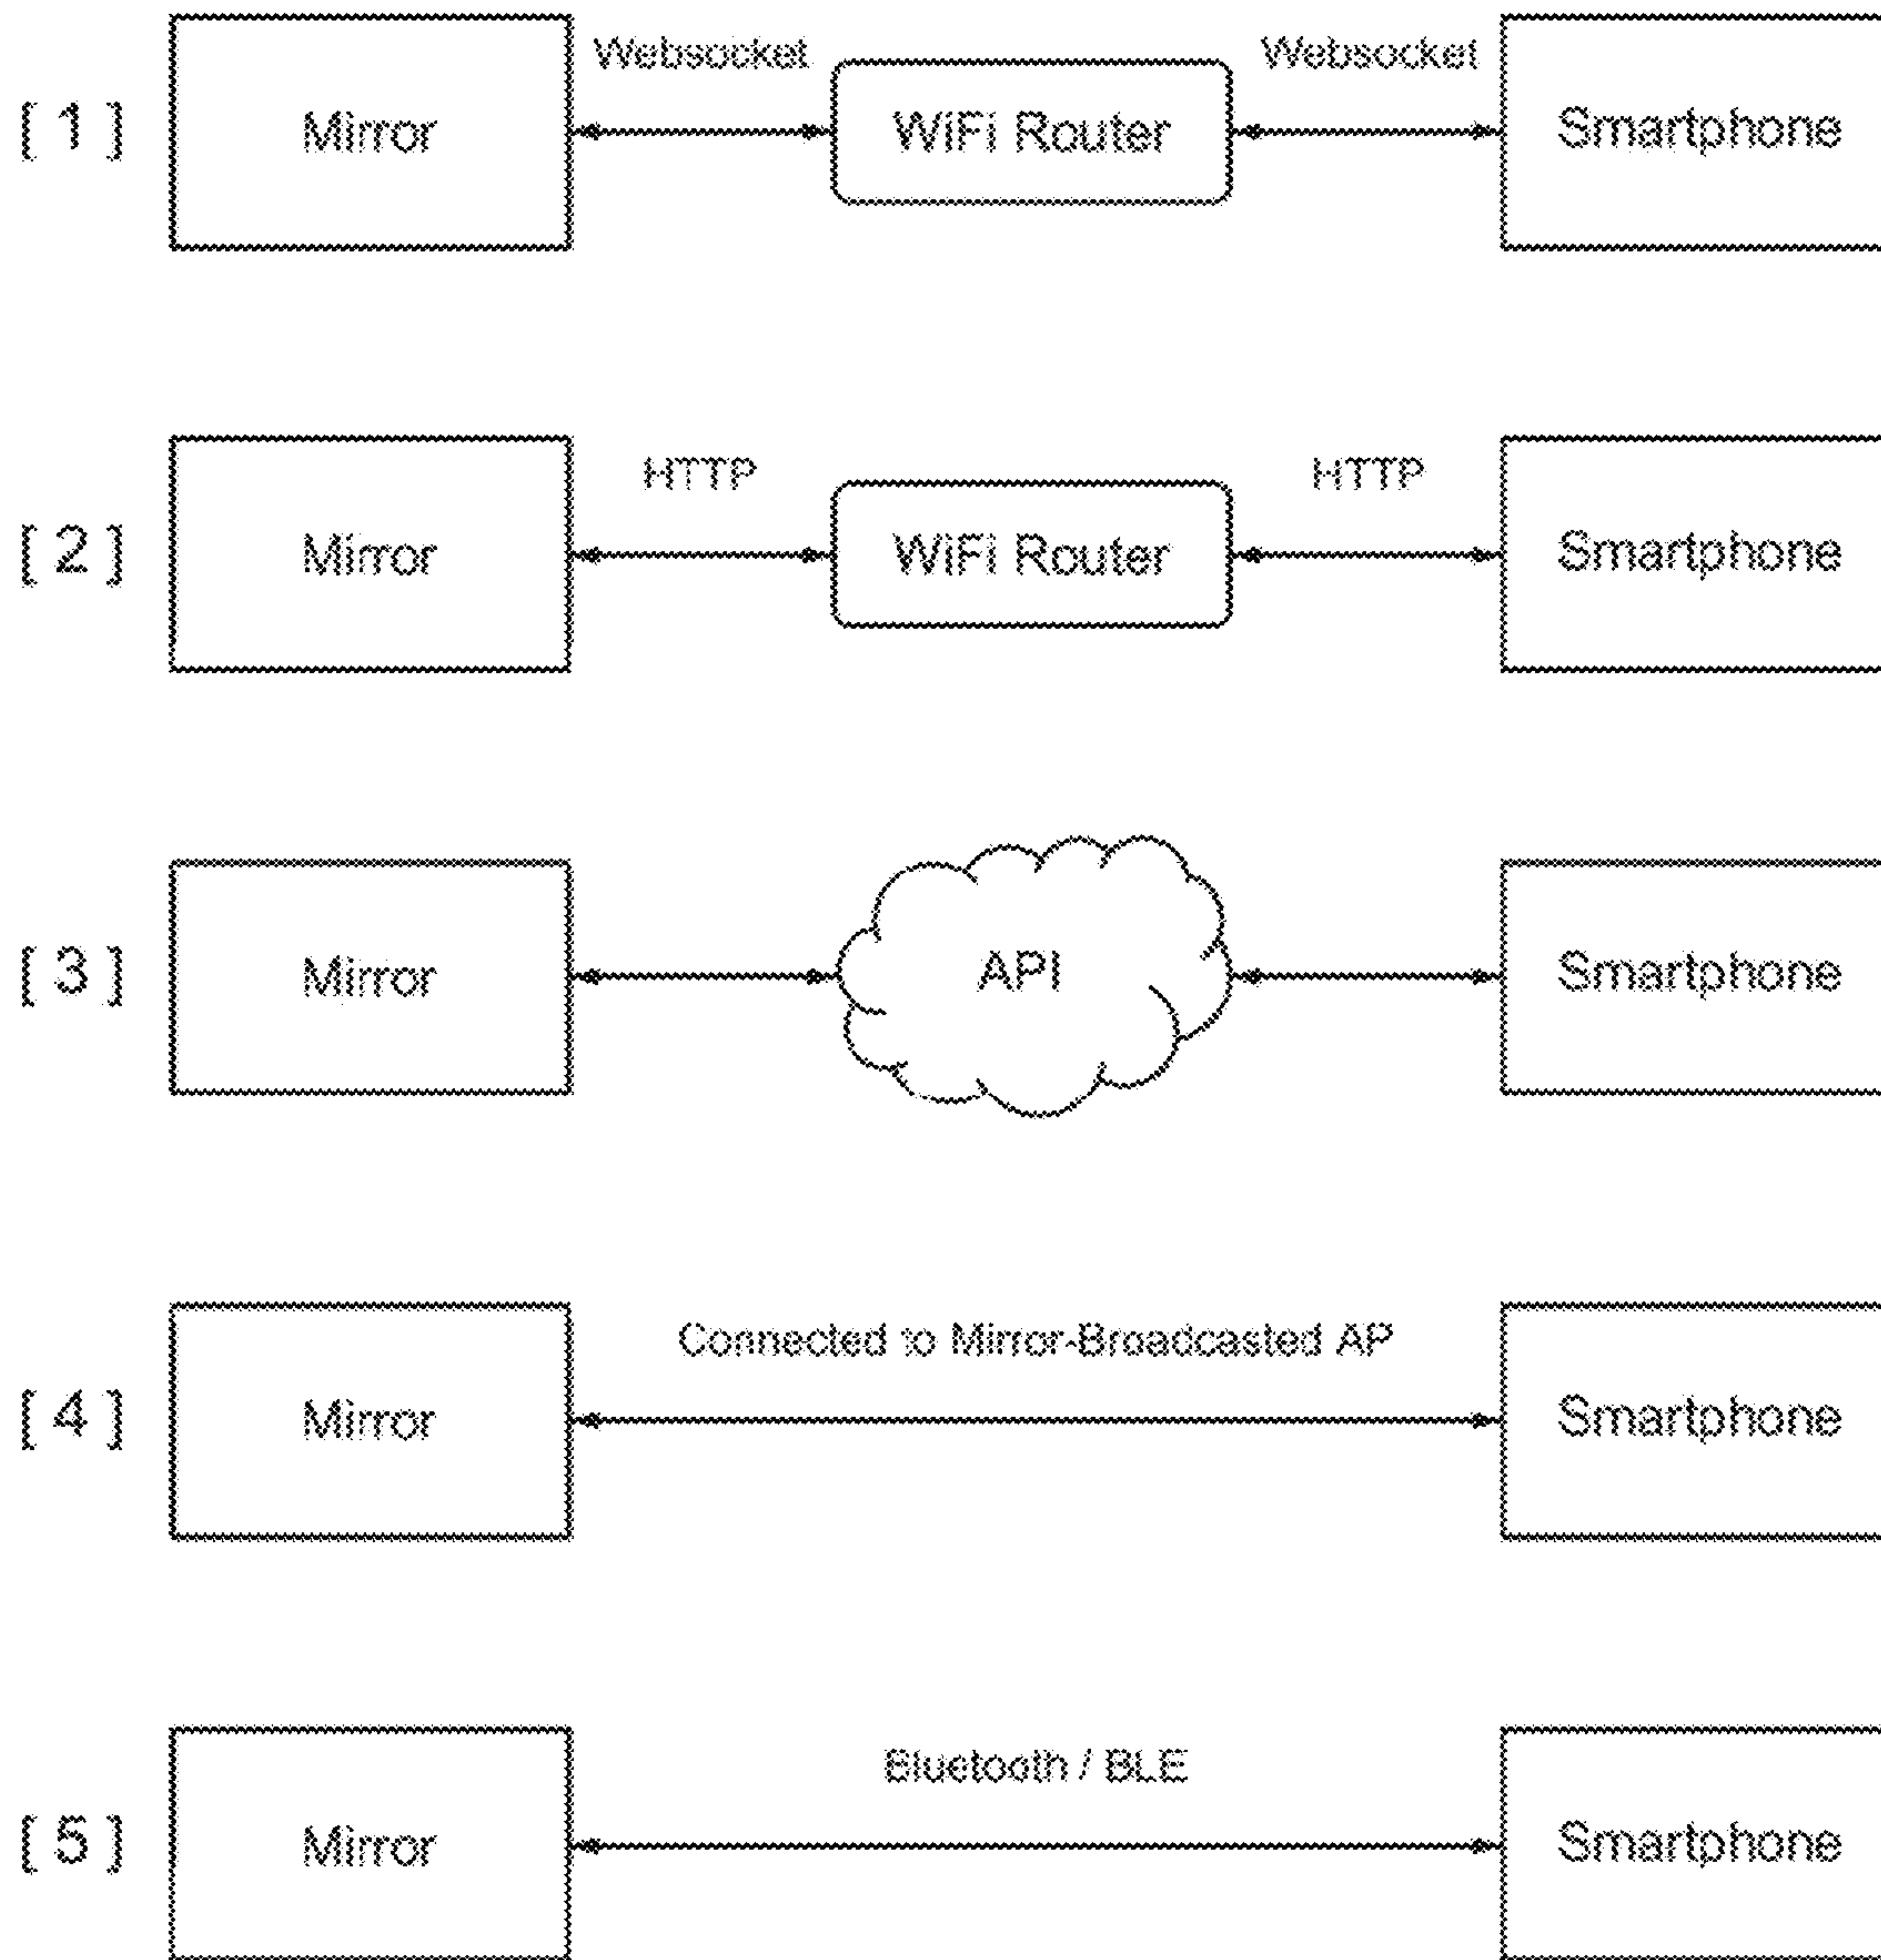 Websocket Websocket
[ 1 ] Mirror WiFi Router Smartphone
HTTP HTTP
[ 2 ] Mirror WiFi Router Smartphone
[ 3 ] Mirror API Smartphone
Connected to Mirror-Broadcasted AP
[ 4 ] Mirror Smartphone
Bluetooth / BLE
[ 5 ] Mirror Smartphone